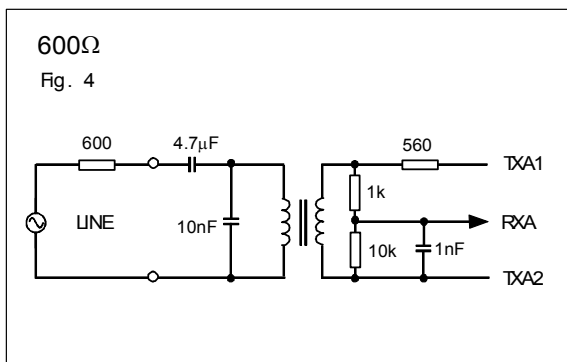 600Ω
Fig. 4
600
4.7µF
560
TXA1
1k
LINE
10nF
RXA
10k
1nF
TXA2